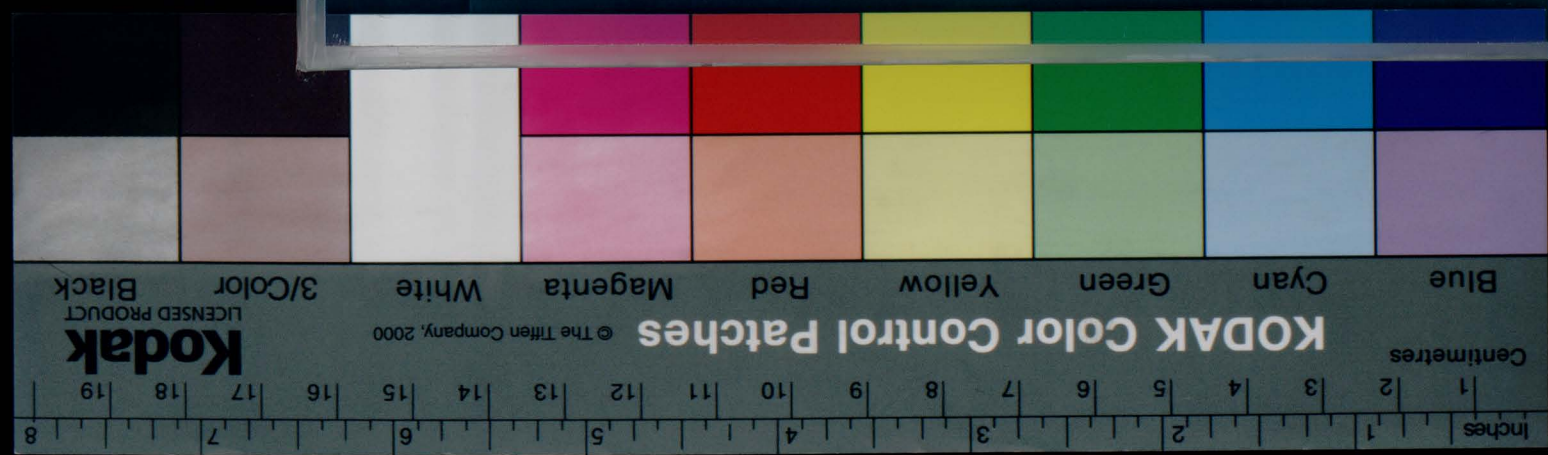 Inches 1 2 3 4 5 6 7 8
Centimetres 1 2 3 4 5 6 7 8 9 10 11 12 13 14 15 16 17 18 19
KODAK Color Control Patches © The Tiffen Company, 2000 Kodak
LICENSED PRODUCT
Blue Cyan Green Yellow Red Magenta White 3/Color Black